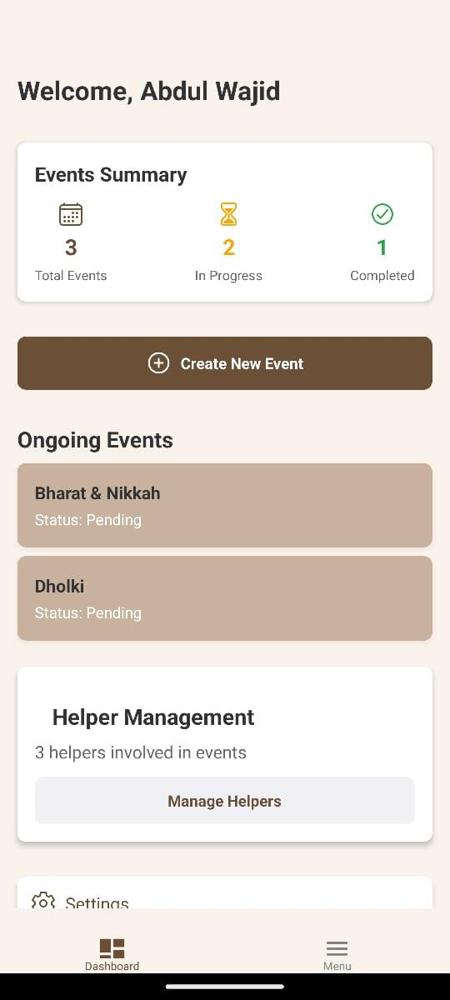 Welcome, Abdul Wajid
Events Summary
3
2
1
Total Events
In Progress
Completed
Create New Event
Ongoing Events
Bharat & Nikkah
Status: Pending
Dholki
Status: Pending
Helper Management
3 helpers involved in events
Manage Helpers
Settings
Dashboard
Menu